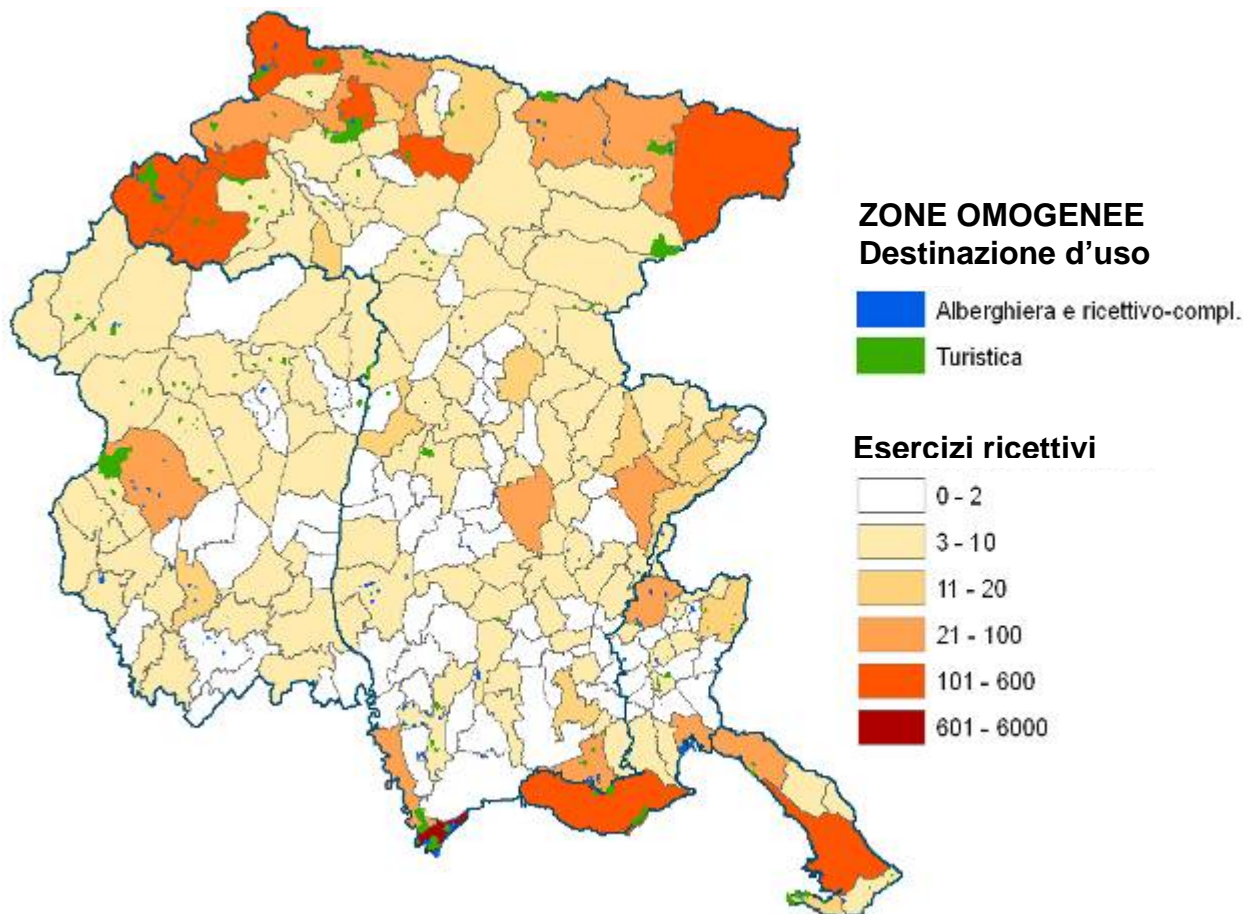 ZONE OMOGENEE
Destinazione d'uso
Alberghiera e ricettivo-compl.
Turistica
Esercizi ricettivi
0 - 2
3 - 10
11 - 20
21 - 100
101 - 600
601 - 6000